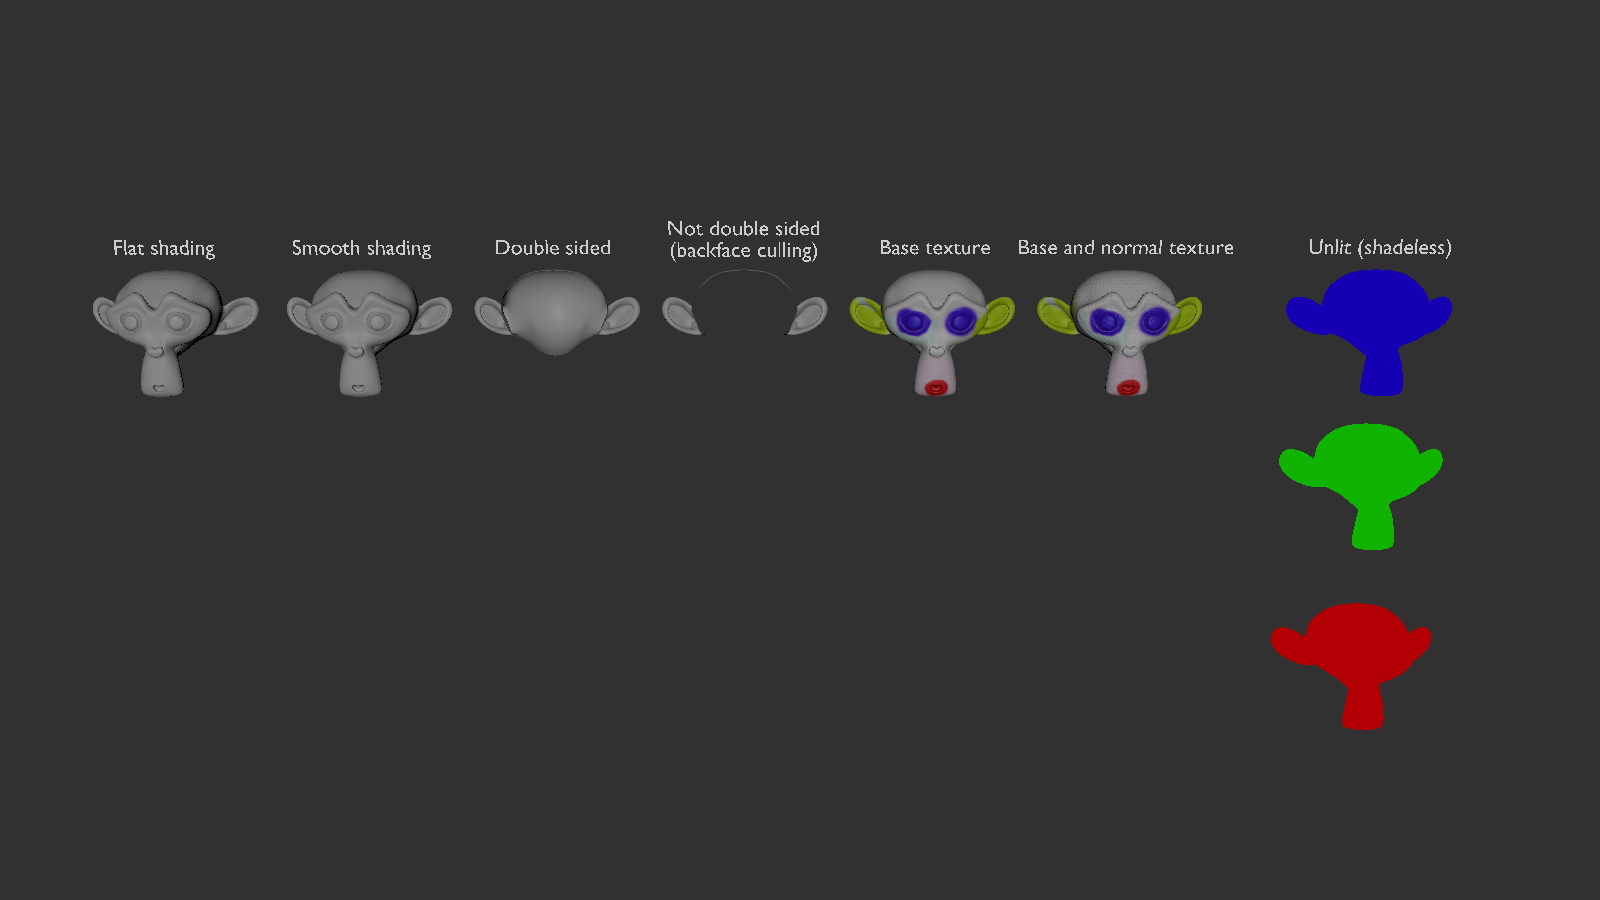 Flat shading
Smooth shading
Double sided
Not double sided
(backface culling)
Base texture
Base and normal texture
Unlit (shadeless)